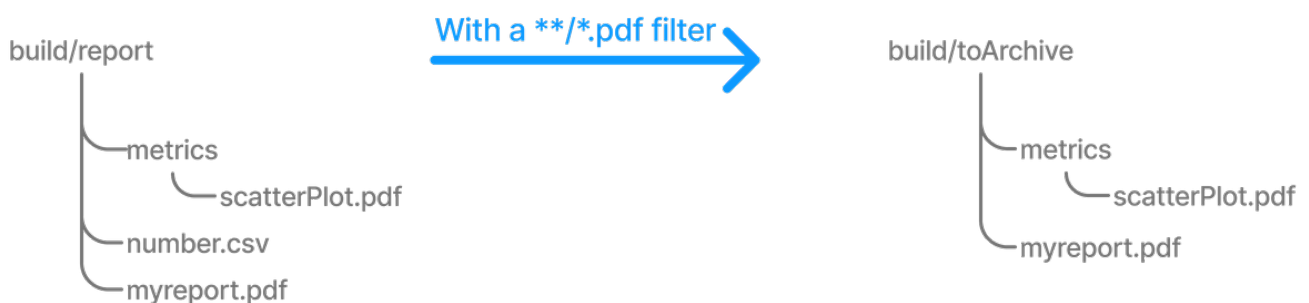 With a **/*.pdf filter
build/report
metrics
scatterPlot.pdf
number.csv
myreport.pdf
build/toArchive
metrics
scatterPlot.pdf
myreport.pdf